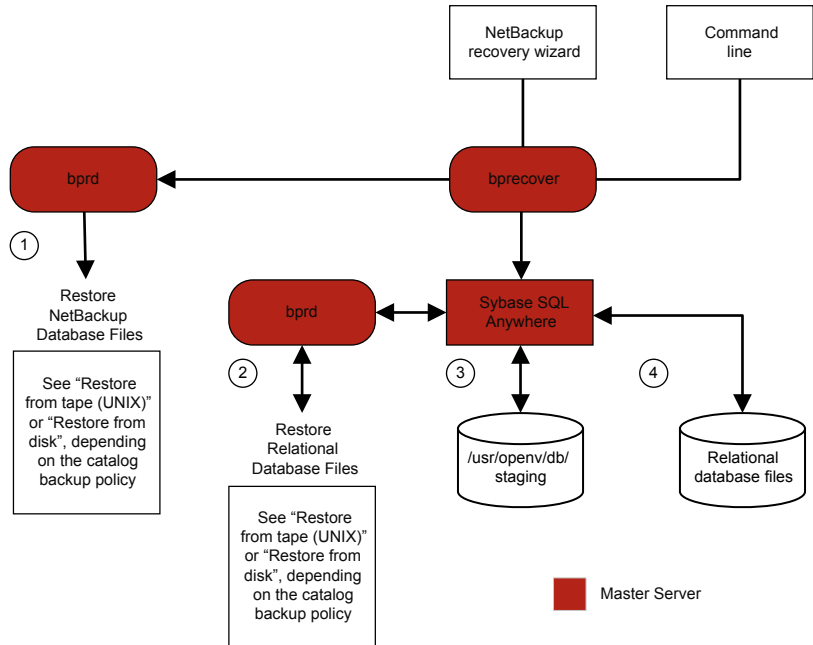 NetBackup
recovery wizard
Command
line
bprd
bprecover
1
Restore
NetBackup
Database Files
See “Restore
from tape (UNIX)”
or “Restore from
disk”, depending
on the catalog
backup policy
bprd
Sybase SQL
Anywhere
2
3
4
Restore
Relational
Database Files
See “Restore
from tape (UNIX)”
or “Restore from
disk”, depending
on the catalog
backup policy
/usr/openv/db/
staging
Relational
database files
Master Server